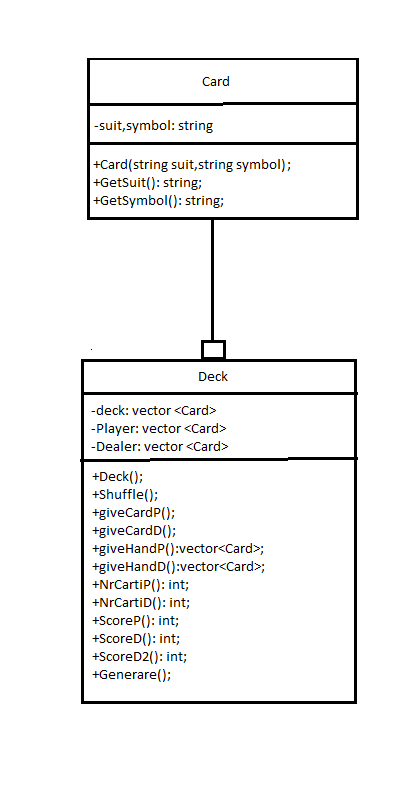 Card
-suit,symbol: string
+Card(string suit,string symbol);
+GetSuit(): string;
+GetSymbol(): string;
Deck
-deck: vector <Card>
-Player: vector <Card>
-Dealer: vector <Card>
+Deck();
+Shuffle();
+giveCardP();
+giveCardD();
+giveHandP():vector<Card>;
+giveHandD():vector<Card>;
+NrCartiP(): int;
+NrCartiD(): int;
+ScoreP(): int;
+ScoreD(): int;
+ScoreD2(): int;
+Generare();